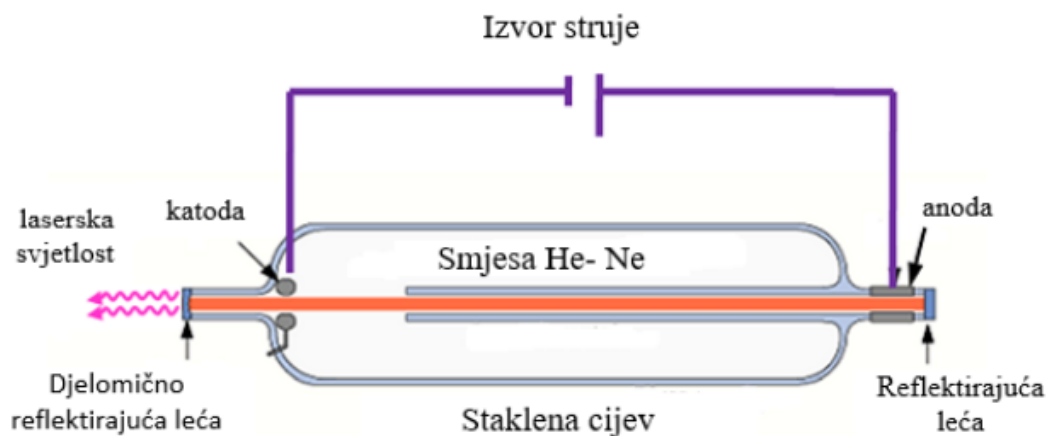 Izvor struje
laserska
svjetlost
katoda
anoda
Smjesa He- Ne
Djelomično
reflektirajuća leća
Staklena cijev
Reflektirajuća
leća